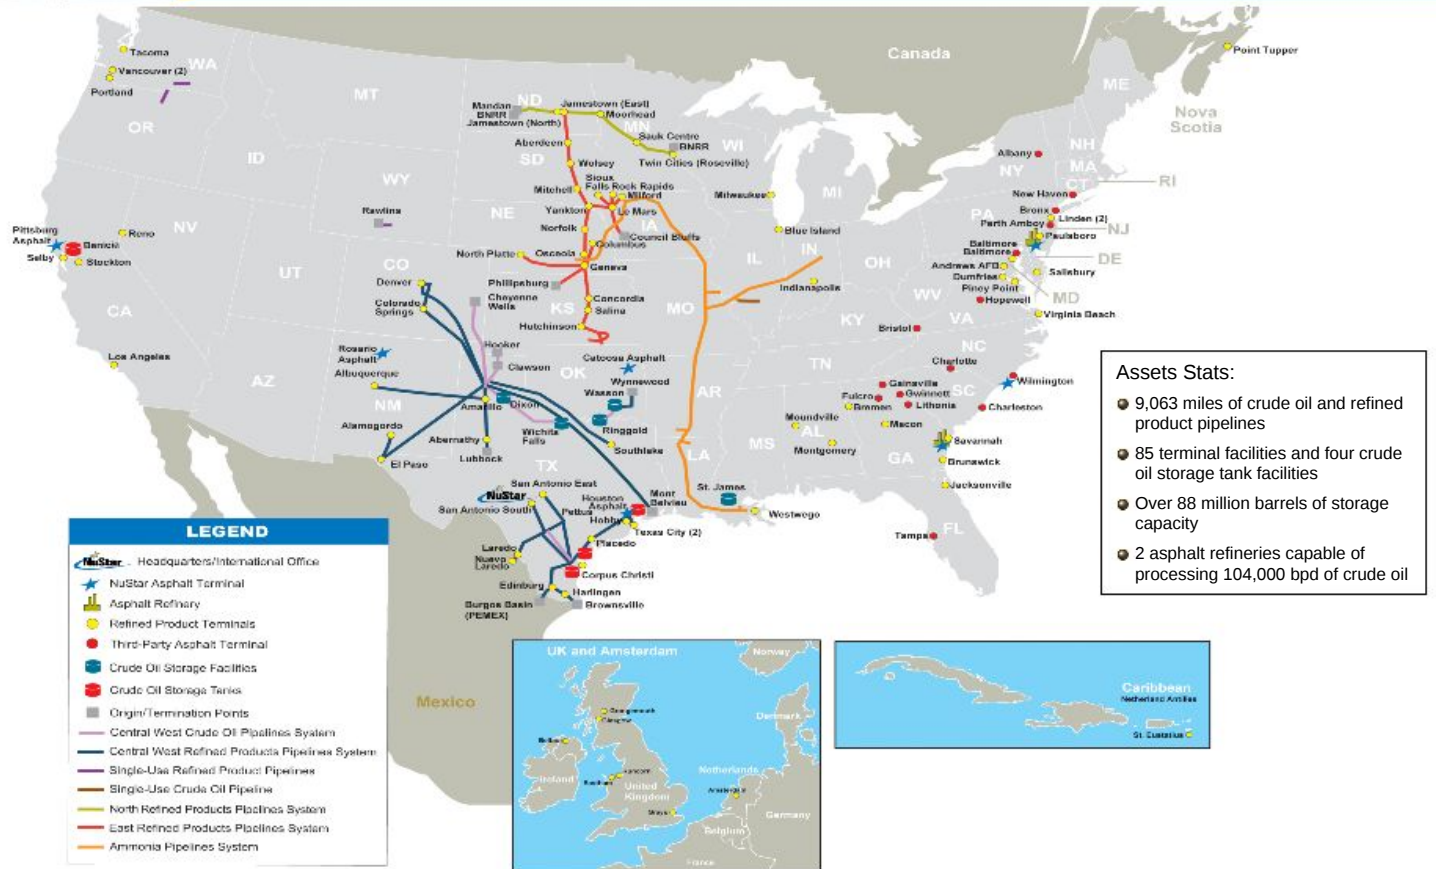 Canada
Point Tupper
Nova
Scotia
Tacoma
WA
Vancouver (2)
Portland
OR
MT
ID
WY
NV
UT
CA
AZ
CO
NM
ND
SD
NE
KS
OK
TX
MN
WI
IA
MO
AR
LA
IL
IN
MI
OH
KY
TN
MS
AL
GA
FL
SC
NC
VA
WV
PA
NY
ME
NH
MA
CT
RI
NJ
DE
MD
Mandan
BNRR
Jamestown (North)
Jamestown (East)
Moorhead
Sauk Centre
BNRR
Twin Cities (Roseville)
Aberdeen
Wolsey
Sioux
Falls
Rock Rapids
Mitchell
Milford
Yankton
Le Mars
Norfolk
Council Bluffs
Columbus
North Platte
Osceola
Geneva
Phillipsburg
Concordia
Salina
Hutchinson
Milwaukee
Blue Island
Indianapolis
Albany
New Haven
Bronx
Linden (2)
Perth Amboy
Paulsboro
Baltimore
Baltimore
Andrews AFB
Dumfries
Piney Point
Salisbury
Hopewell
Virginia Beach
Bristol
Charlotte
Wilmington
Gainsville
Gwinnett
Fulcro
Lithonia
Bremen
Charleston
Macon
Moundville
Montgomery
Savannah
Brunswick
Jacksonville
Tampa
Pittsburg
Asphalt
Benicia
Selby
Stockton
Reno
Los Angeles
Rawlins
Denver
Colorado
Springs
Cheyenne
Wells
Hooker
Clawson
Rosario
Asphalt
Albuquerque
Catoosa Asphalt
Wynnewood
Wasson
Ringgold
Amarillo
Dixon
Wichita
Falls
Southlake
Alamogordo
Abernathy
Lubbock
El Paso
San Antonio East
NuStar
San Antonio South
Pettus
Houston
Asphalt
Hobby
Mont
Belvieu
Texas City (2)
St. James
Westwego
Placedo
Laredo
Nuevo
Laredo
Corpus Christi
Edinburg
Harlingen
Burgos Basin
(PEMEX)
Brownsville
Mexico
LEGEND
NuStar Headquarters/International Office
NuStar Asphalt Terminal
Asphalt Refinery
Refined Product Terminals
Third-Party Asphalt Terminal
Crude Oil Storage Facilities
Crude Oil Storage Tanks
Origin/Termination Points
Central West Crude Oil Pipelines System
Central West Refined Products Pipelines System
Single-Use Refined Product Pipelines
Single-Use Crude Oil Pipeline
North Refined Products Pipelines System
East Refined Products Pipelines System
Ammonia Pipelines System
Assets Stats:
9,063 miles of crude oil and refined
product pipelines
85 terminal facilities and four crude
oil storage tank facilities
Over 88 million barrels of storage
capacity
2 asphalt refineries capable of
processing 104,000 bpd of crude oil
UK and Amsterdam
Norway
Denmark
Grangemouth
Glasgow
Belfast
Ireland
Runcorn
Eastham
United
Kingdom
Grays
Netherlands
Amsterdam
Germany
Belgium
France
Caribbean
Netherland Antilles
St. Eustatius